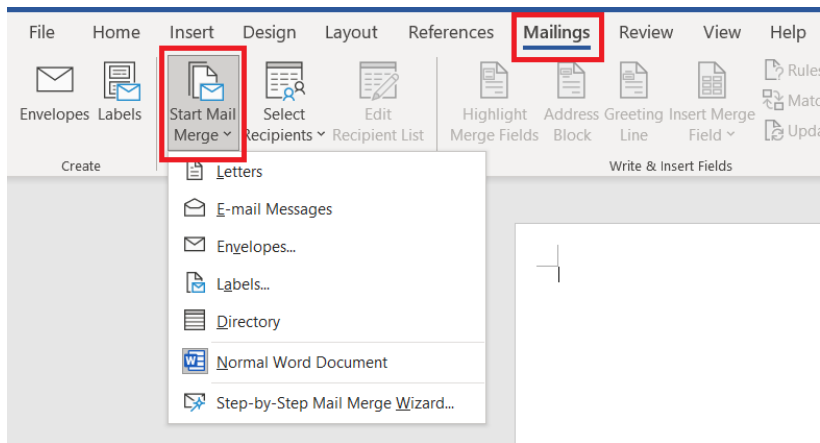 File Home Insert Design Layout References Mailings Review View Help
Envelopes Labels Start Mail Merge Select Recipients Edit Recipient List Highlight Merge Fields Address Block Greeting Line Insert Merge Field Rules
Create Write & Insert Fields
Letters
E-mail Messages
Envelopes...
Labels...
Directory
Normal Word Document
Step-by-Step Mail Merge Wizard...